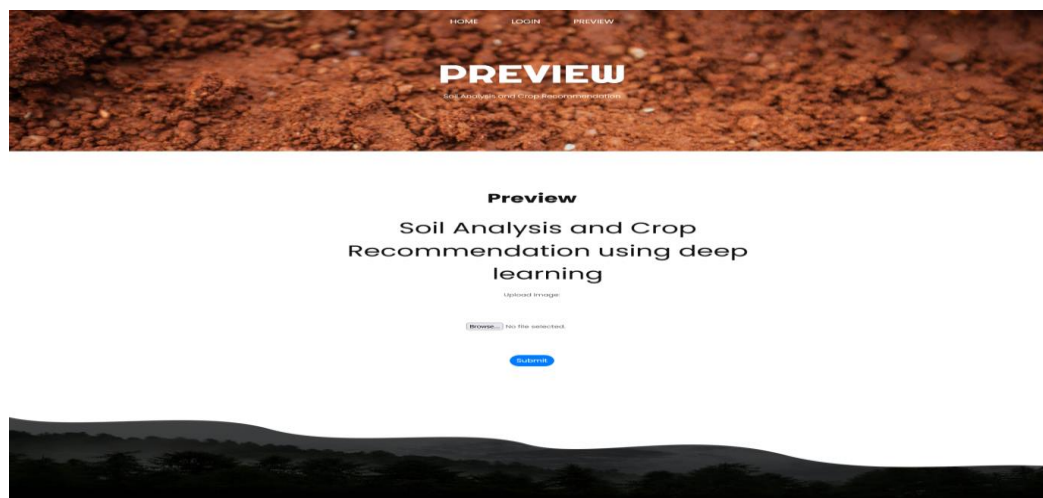 HOME LOGIN PREVIEW
PREVIEW
Soil Analysis and Crop Recommendation
Preview
Soil Analysis and Crop
Recommendation using deep
learning
Upload Image:
Browse... No file selected.
Submit